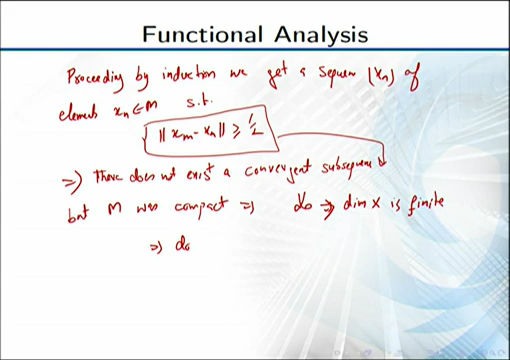 Functional Analysis
Proceeding by induction we get a sequen (xn) of
elements xn ∈ M s.t.
|| xm - xn || ≥ 1/2
⇒ There does not exist a convergent subsequence
but M was compact ⇒ ⇒ dim X is finite
⇒